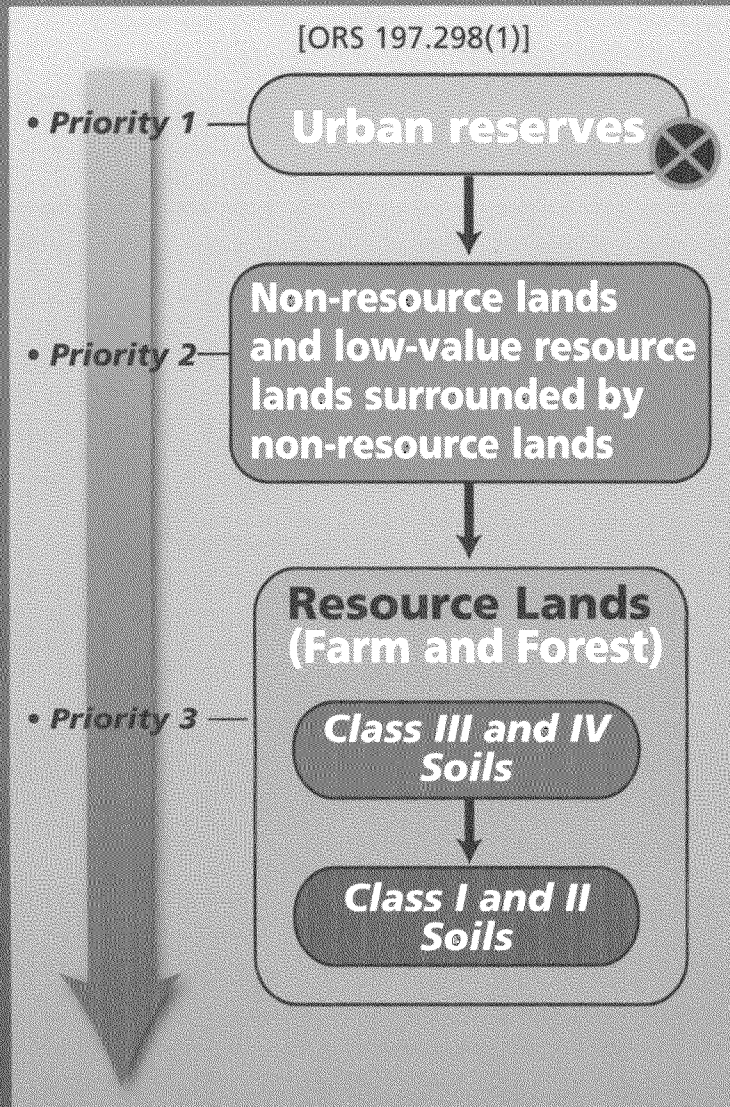 [ORS 197.298(1)]
• Priority 1
Urban reserves
• Priority 2
Non-resource lands
and low-value resource
lands surrounded by
non-resource lands
• Priority 3
Resource Lands
(Farm and Forest)
Class III and IV
Soils
Class I and II
Soils